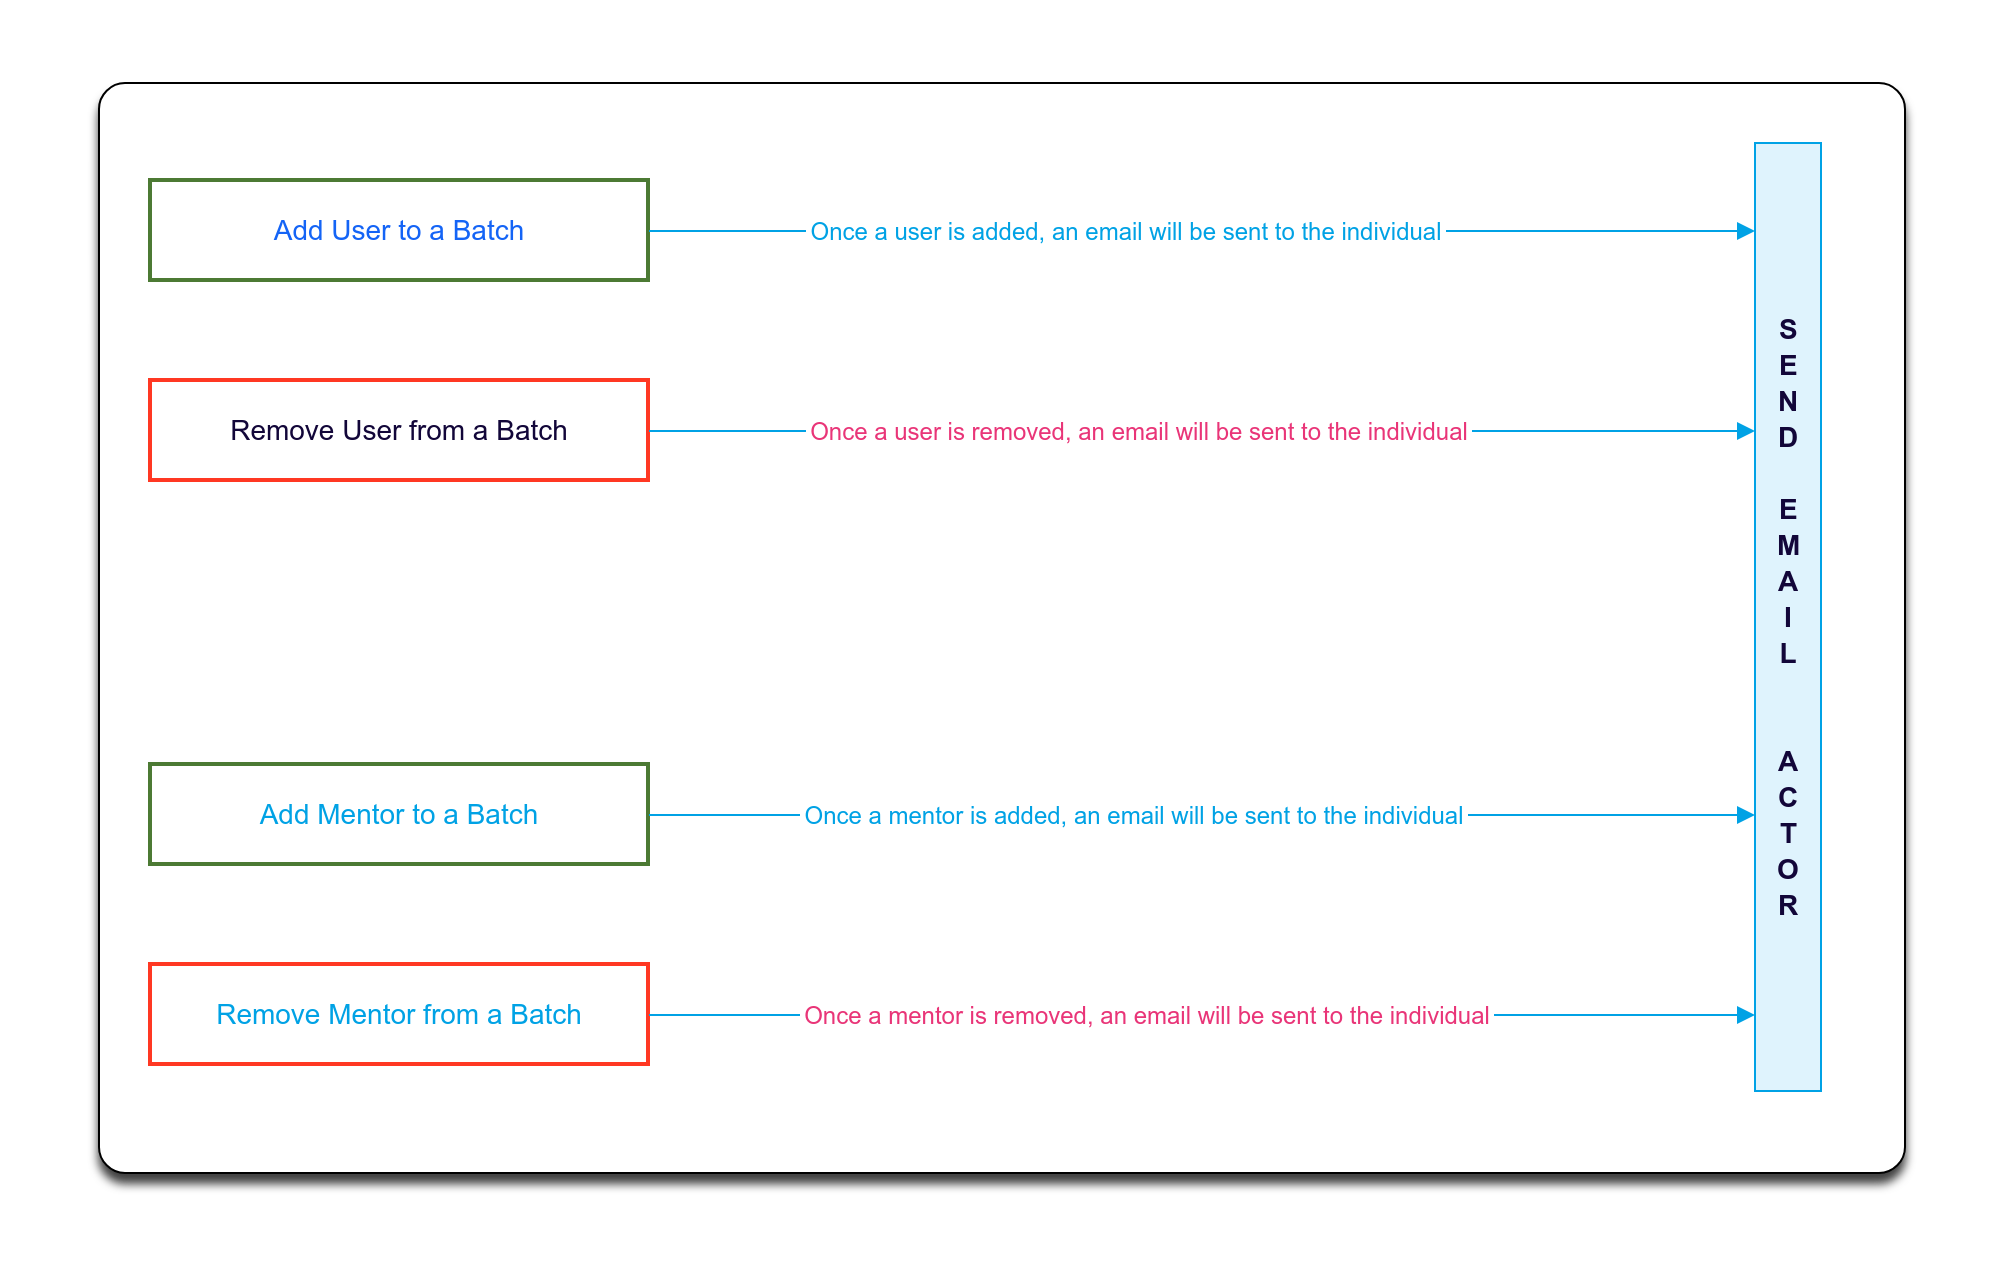 Add User to a Batch
Once a user is added, an email will be sent to the individual
Remove User from a Batch
Once a user is removed, an email will be sent to the individual
Add Mentor to a Batch
Once a mentor is added, an email will be sent to the individual
Remove Mentor from a Batch
Once a mentor is removed, an email will be sent to the individual
SEND EMAIL ACTOR